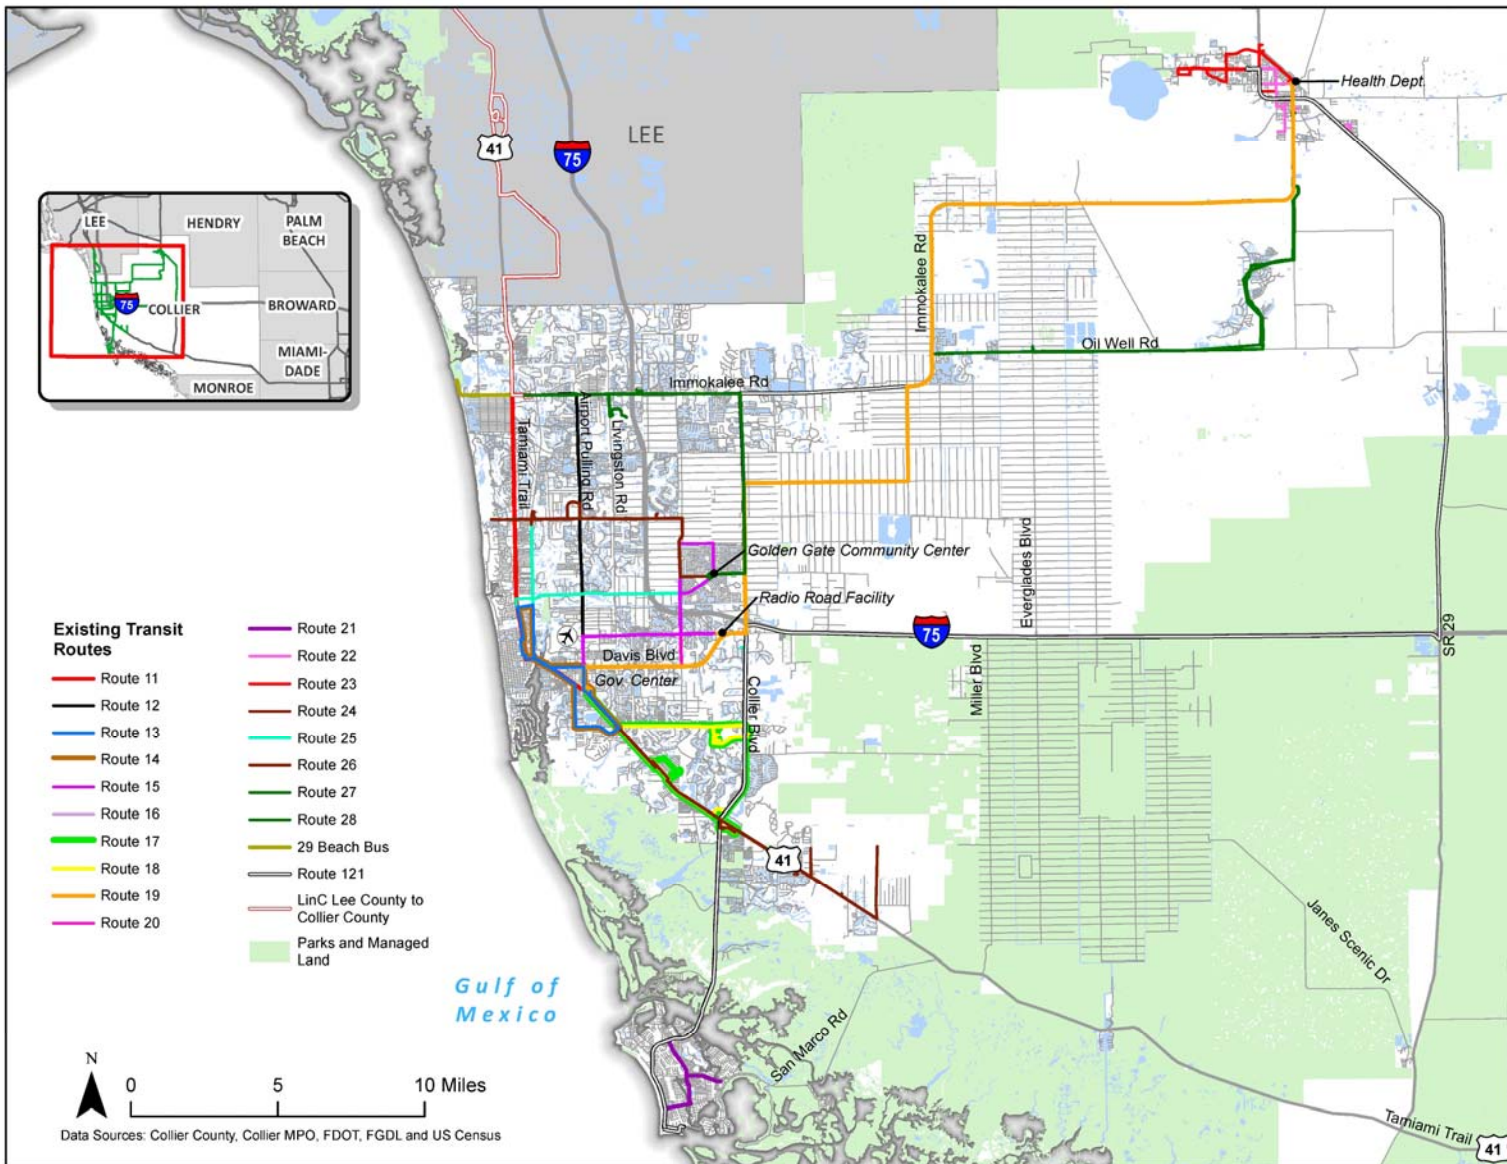 41
75
LEE
Health Dept.
LEE
HENDRY
PALM
BEACH
75
COLLIER
BROWARD
MIAMI-
DADE
MONROE
Immokalee Rd
Oil Well Rd
Immokalee Rd
Tamiami Trail
Airport Pulling Rd
Livingston Rd
Everglades Blvd
Golden Gate Community Center
Radio Road Facility
75
SR 29
Davis Blvd
Gov. Center
Collier Blvd
Miller Blvd
Existing Transit
Routes
Route 11
Route 12
Route 13
Route 14
Route 15
Route 16
Route 17
Route 18
Route 19
Route 20
Route 21
Route 22
Route 23
Route 24
Route 25
Route 26
Route 27
Route 28
29 Beach Bus
Route 121
LinC Lee County to
Collier County
Parks and Managed
Land
41
Janes Scenic Dr
Gulf of
Mexico
San Marco Rd
Tamiami Trail
41
N
0 5 10 Miles
Data Sources: Collier County, Collier MPO, FDOT, FGDL and US Census